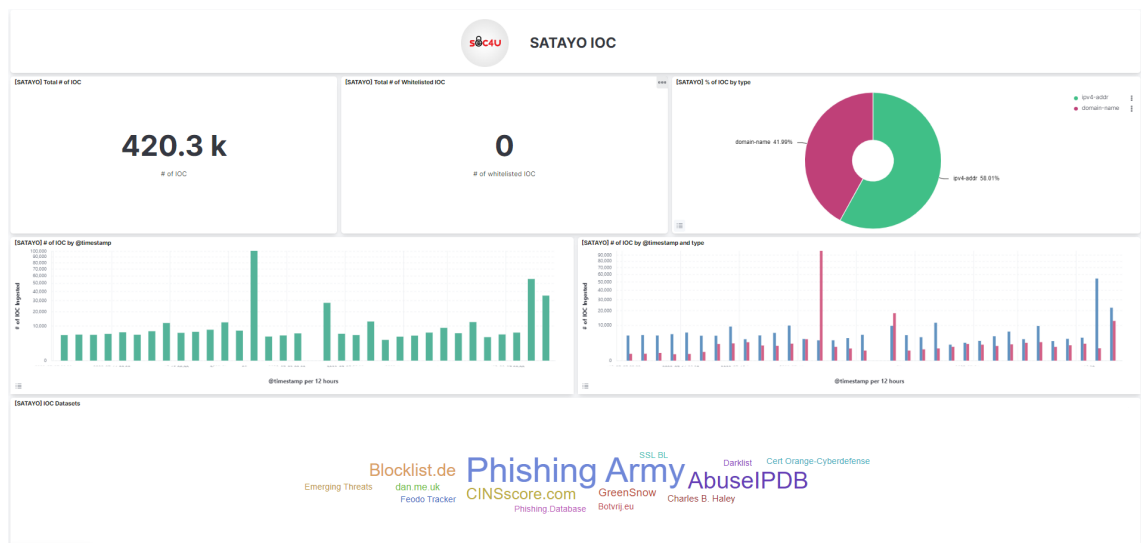 SOC4U
SATAYO IOC
[SATAYO] Total # of IOC
420.3 k
# of IOC
[SATAYO] Total # of Whitelisted IOC
0
# of whitelisted IOC
[SATAYO] % of IOC by type
domain-name 41.99%
ipv4-addr 58.01%
ipv4-addr
domain-name
[SATAYO] # of IOC by @timestamp
# of IOC Ingested
100,000
90,000
80,000
70,000
60,000
50,000
40,000
30,000
20,000
10,000
0
@timestamp per 12 hours
[SATAYO] # of IOC by @timestamp and type
# of IOC Ingested
90,000
80,000
70,000
60,000
50,000
40,000
30,000
20,000
10,000
0
@timestamp per 12 hours
[SATAYO] IOC Datasets
SSL BL
Phishing Army
Blocklist.de
Darklist
Cert Orange-Cyberdefense
AbuseIPDB
Emerging Threats
dan me uk
CINSscore.com
GreenSnow
Feodo Tracker
Charles B. Haley
Phishing.Database
Botvrij.eu